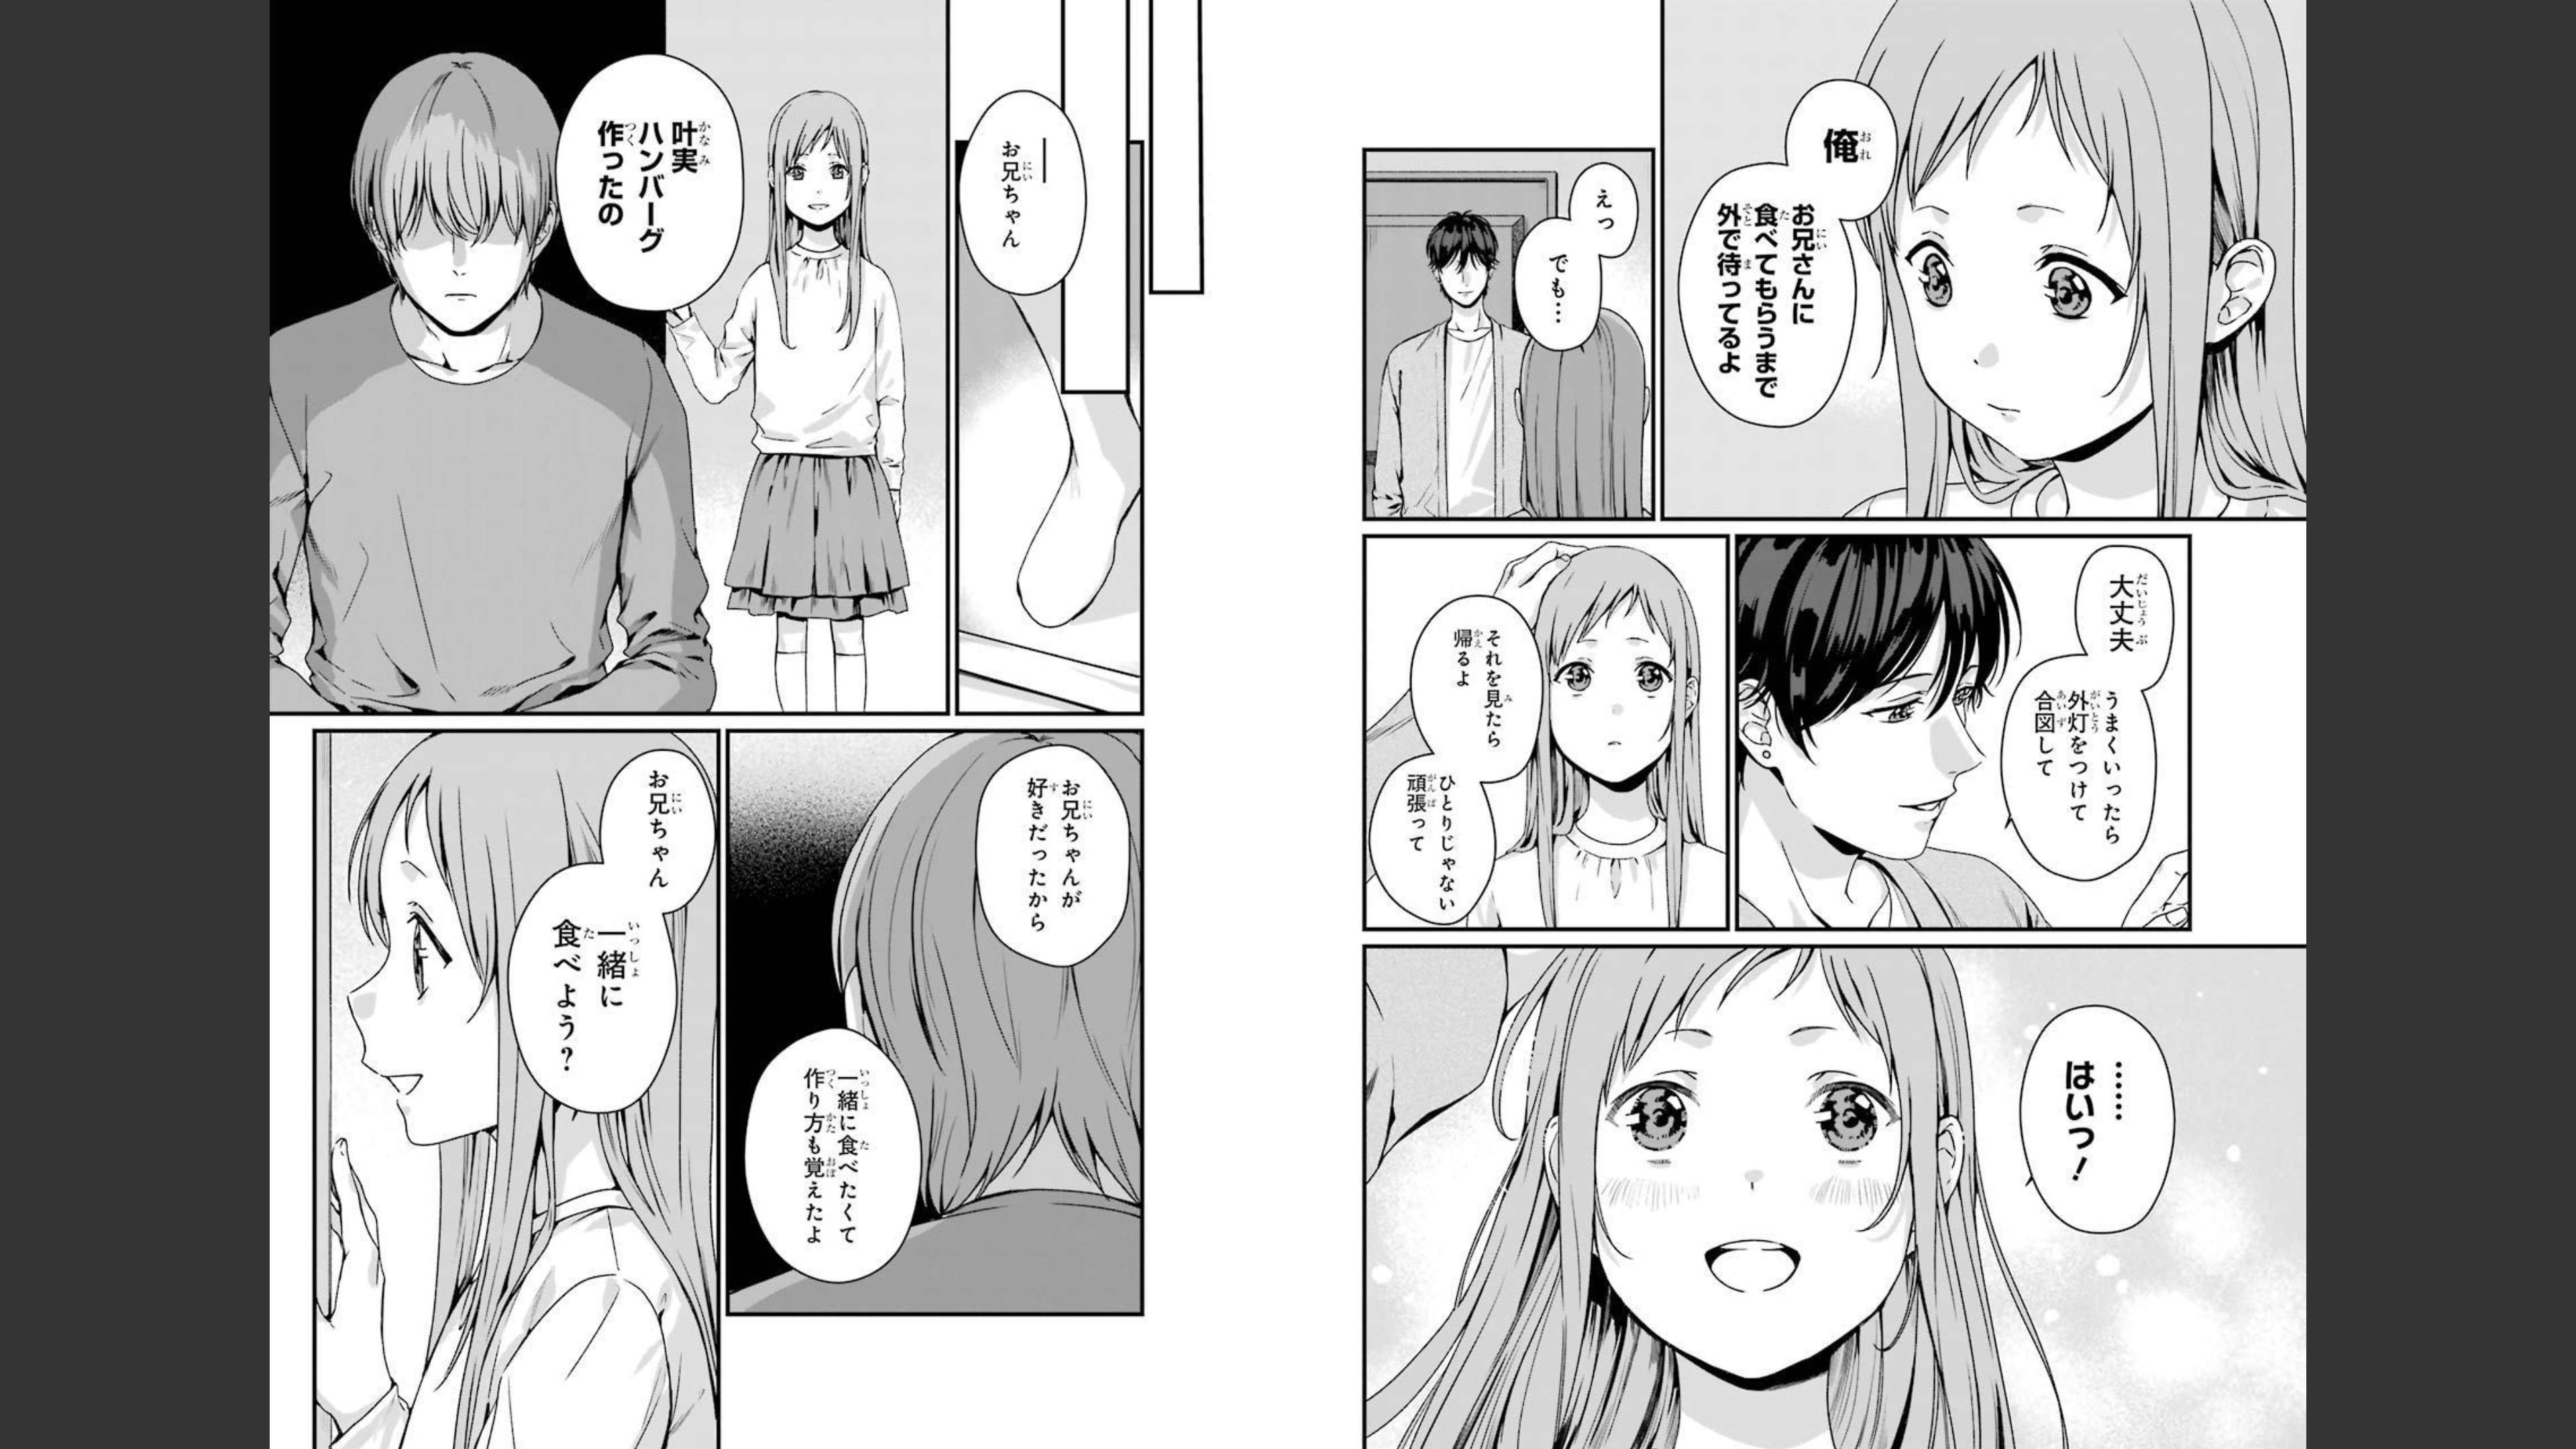 俺
お兄さんに
食べてもらうまで
外で待ってるよ
えっ
でも…
大丈夫
うまくいったら
外灯をつけて
合図して
それを見たら
帰るよ
ひとりじゃない
頑張って
……
はいっ！
――
お兄ちゃん
叶実
ハンバーグ
作ったの
お兄ちゃんが
好きだったから
一緒に食べたくて
作り方も覚えたよ
お兄ちゃん
一緒に
食べよう？